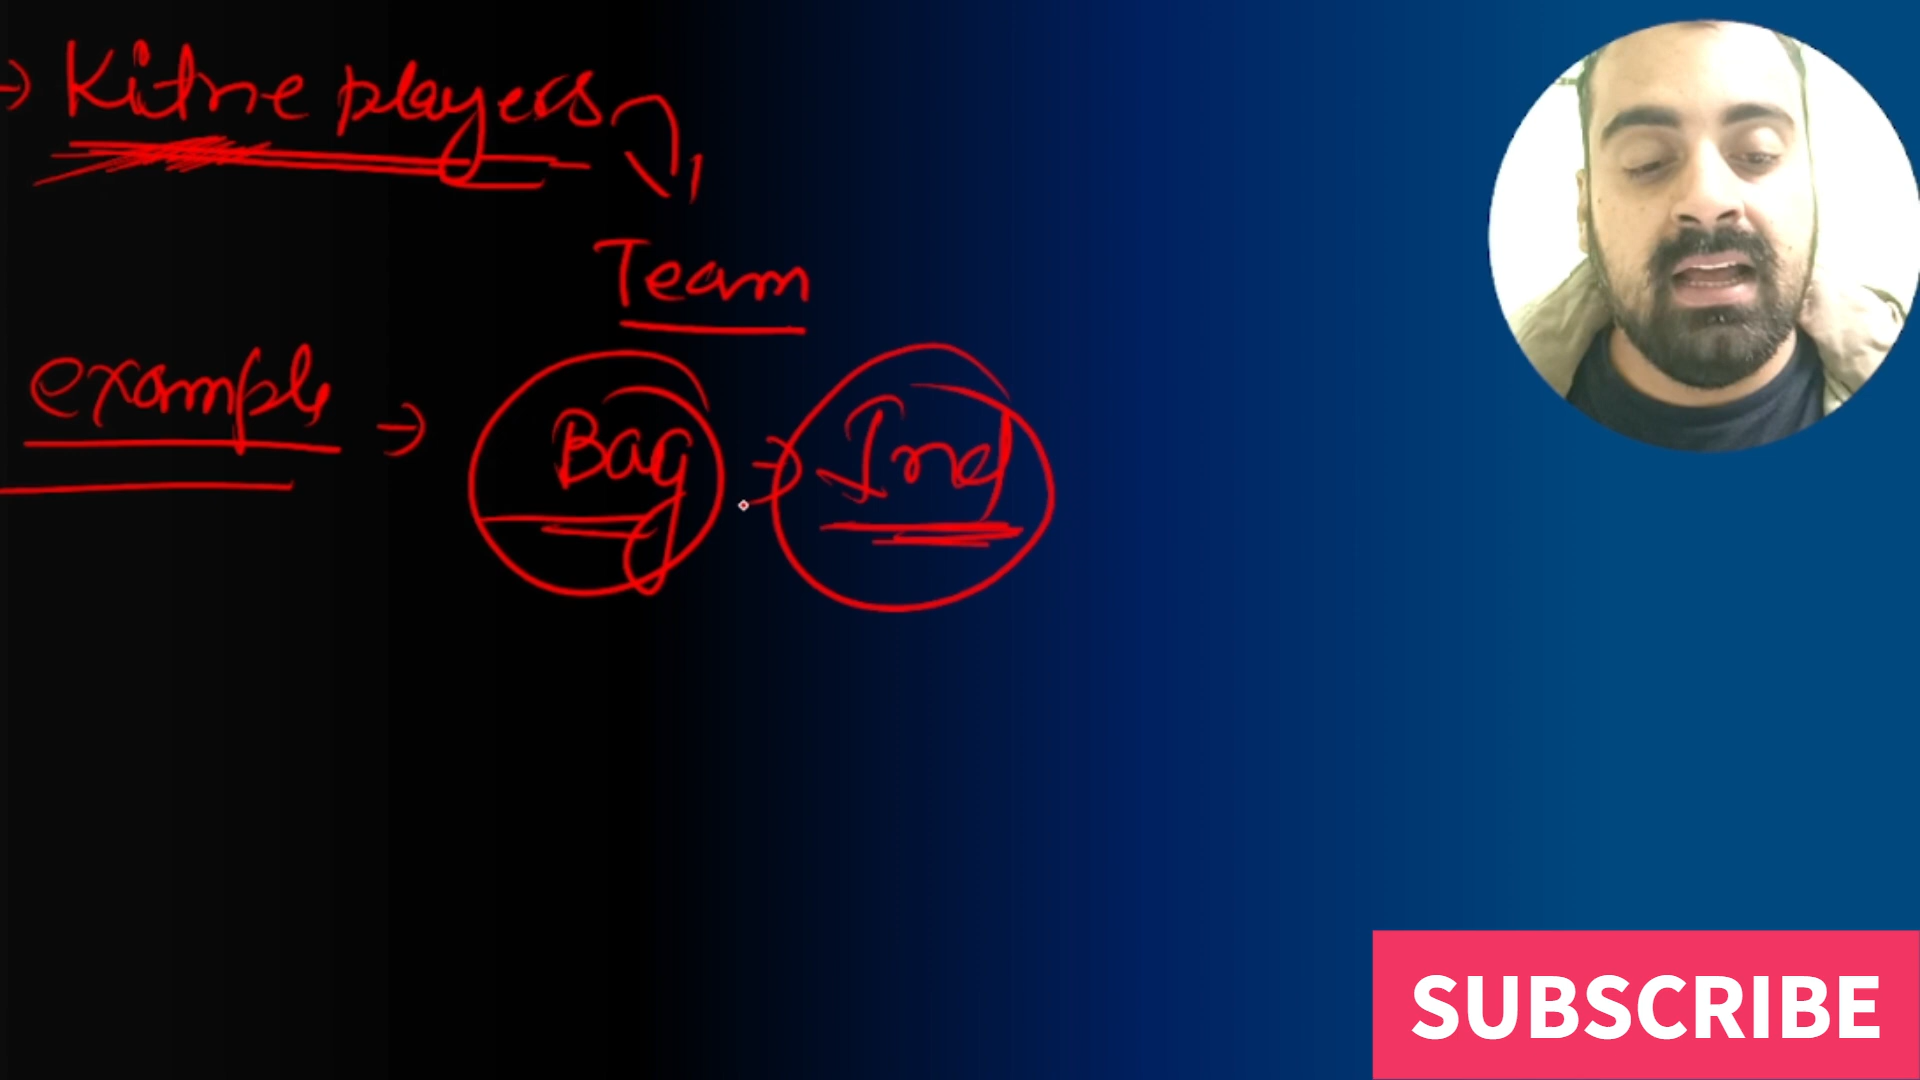 → Kitne players
Team
example → Bag → Ind
SUBSCRIBE